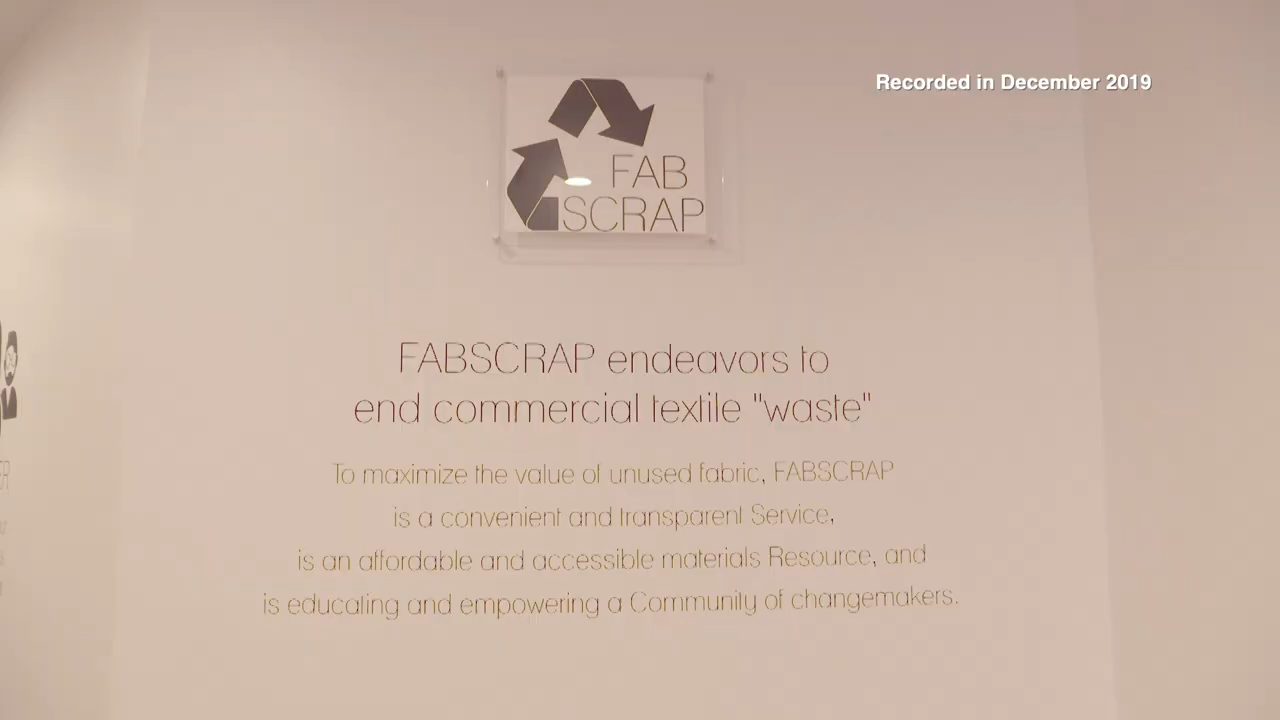 Recorded in December 2019
FAB
SCRAP
FABSCRAP endeavors to
end commercial textile "waste"
To maximize the value of unused fabric, FABSCRAP
is a convenient and transparent Service,
is an affordable and accessible materials Resource, and
is educating and empowering a Community of changemakers.